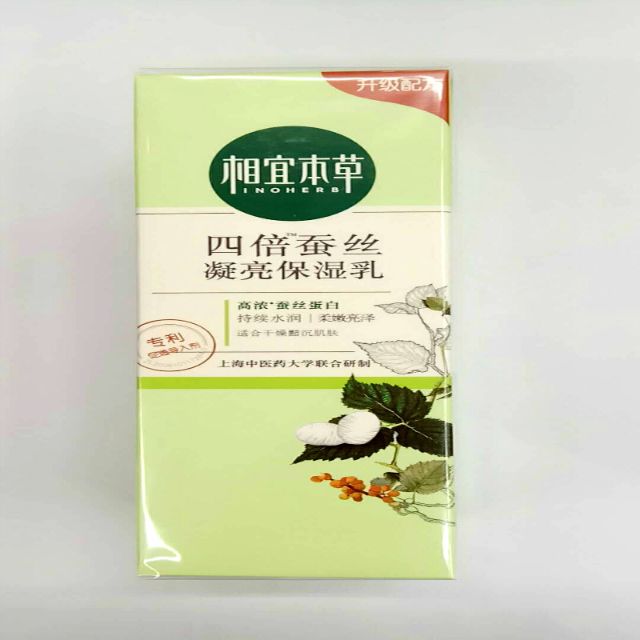 升级配方
相宜本草
INOHERB
四倍蚕丝™
凝亮保湿乳
高浓*蚕丝蛋白
持续水润|柔嫩亮泽
适合干燥黯沉肌肤
专利
上海中医药大学联合研制